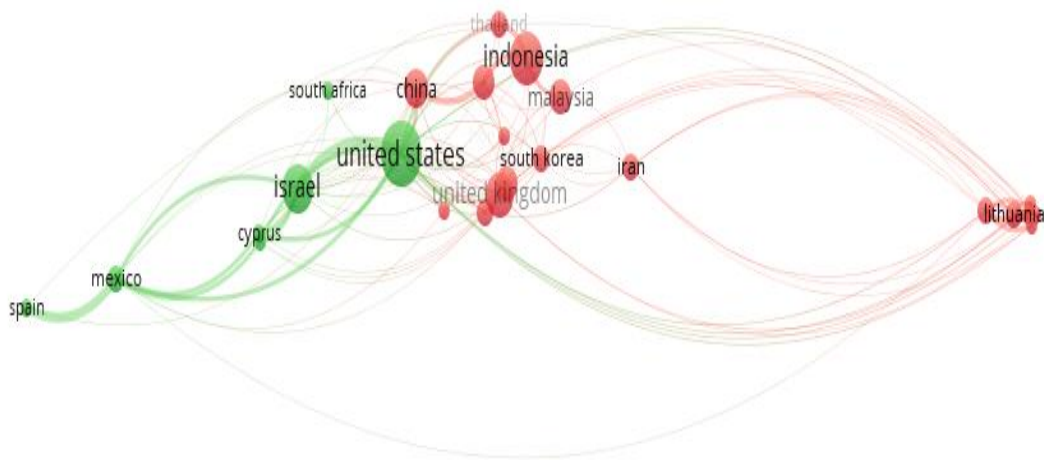 thailand
indonesia
south africa
china
malaysia
united states
south korea
iran
israel
united kingdom
lithuania
cyprus
mexico
spain